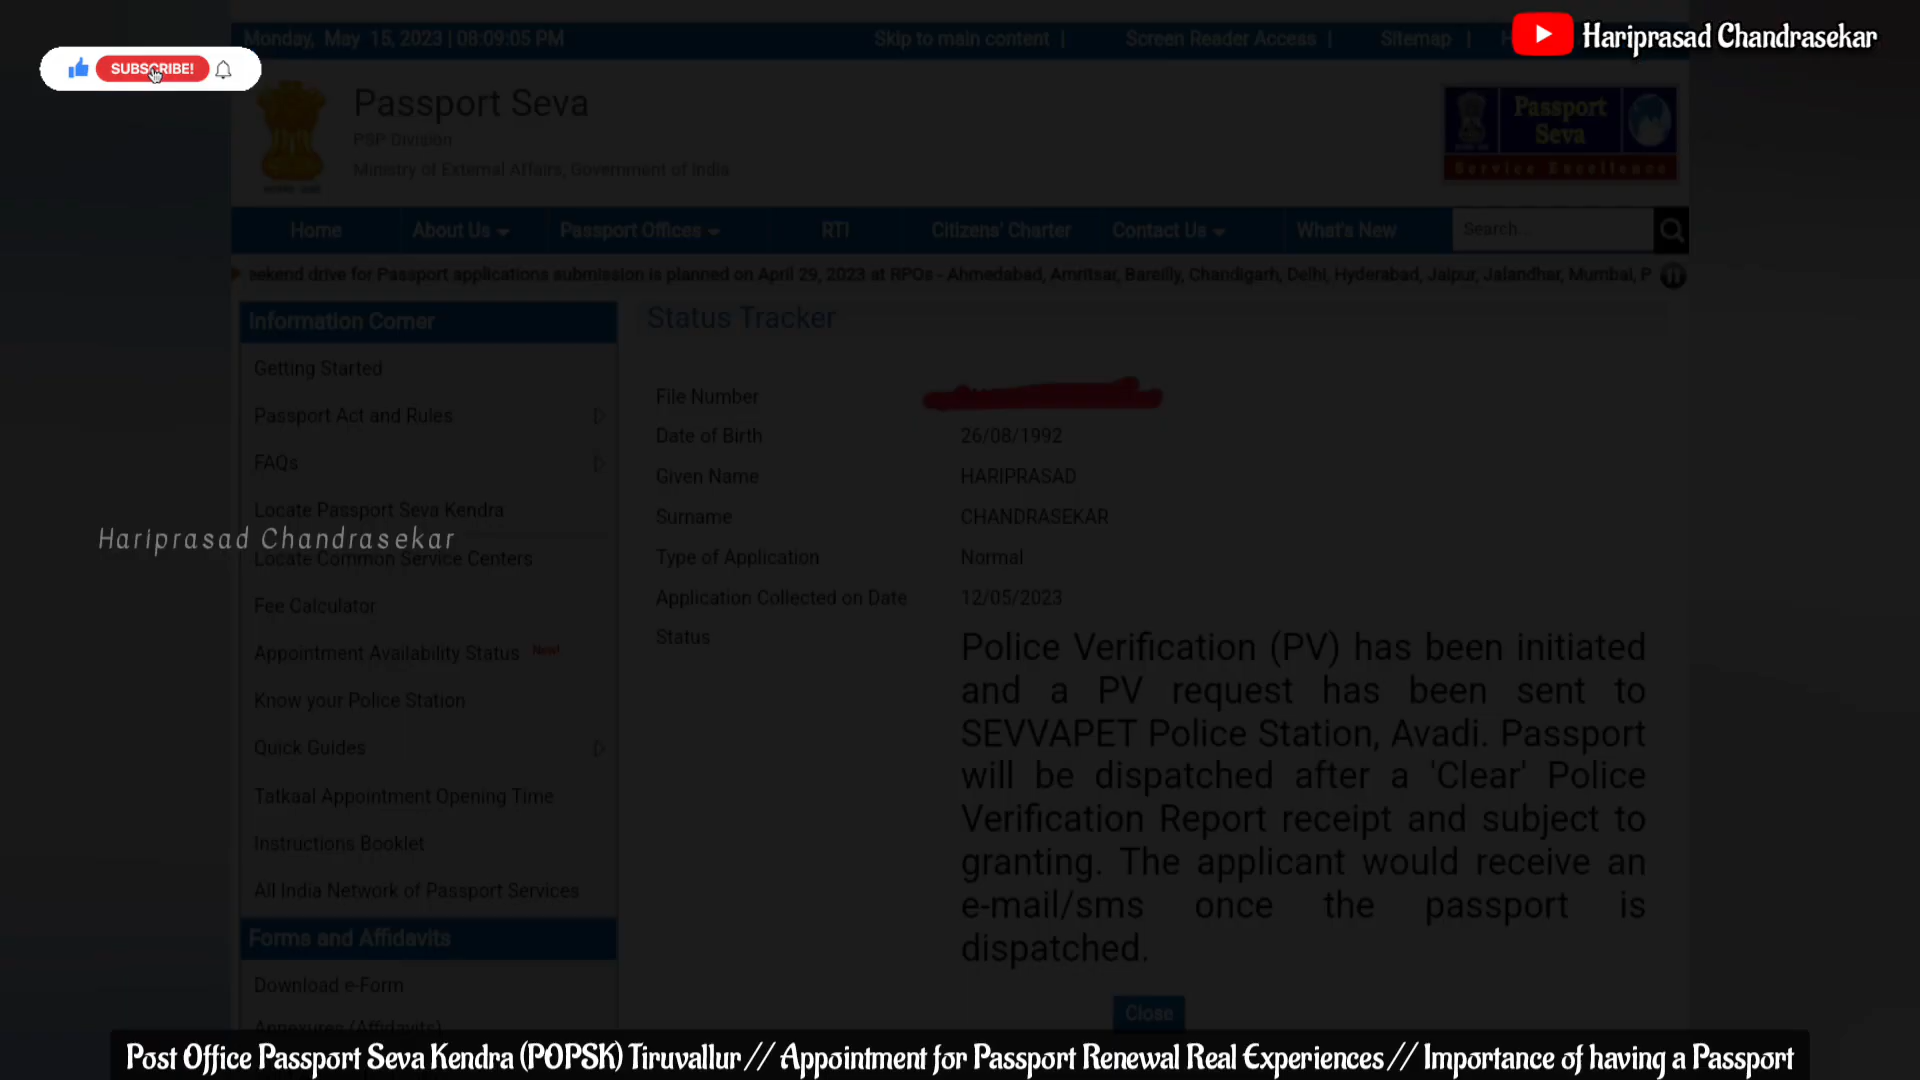 Monday, May 15, 2023 | 08:09:05 PM
Skip to main content |
Screen Reader Access |
Sitemap |
Hariprasad Chandrasekar
SUBSCRIBE!
Passport Seva
PSP Division
Ministry of External Affairs, Government of India
Passport
Seva
Service Excellence
Home
About Us
Passport Offices
RTI
Citizens' Charter
Contact Us
What's New
Search...
eekend drive for Passport applications submission is planned on April 29, 2023 at RPOs - Ahmedabad, Amritsar, Bareilly, Chandigarh, Delhi, Hyderabad, Jaipur, Jalandhar, Mumbai, P
Information Corner
Getting Started
Passport Act and Rules
FAQs
Locate Passport Seva Kendra
Hariprasad Chandrasekar
Locate Common Service Centers
Fee Calculator
Appointment Availability Status New!
Know your Police Station
Quick Guides
Tatkaal Appointment Opening Time
Instructions Booklet
All India Network of Passport Services
Forms and Affidavits
Download e-Form
Annexures (Affidavits)
Status Tracker
File Number
Date of Birth 26/08/1992
Given Name HARIPRASAD
Surname CHANDRASEKAR
Type of Application Normal
Application Collected on Date 12/05/2023
Status
Police Verification (PV) has been initiated
and a PV request has been sent to
SEVVAPET Police Station, Avadi. Passport
will be dispatched after a 'Clear' Police
Verification Report receipt and subject to
granting. The applicant would receive an
e-mail/sms once the passport is
dispatched.
Close
Post Office Passport Seva Kendra (POPSK) Tiruvallur // Appointment for Passport Renewal Real Experiences // Importance of having a Passport